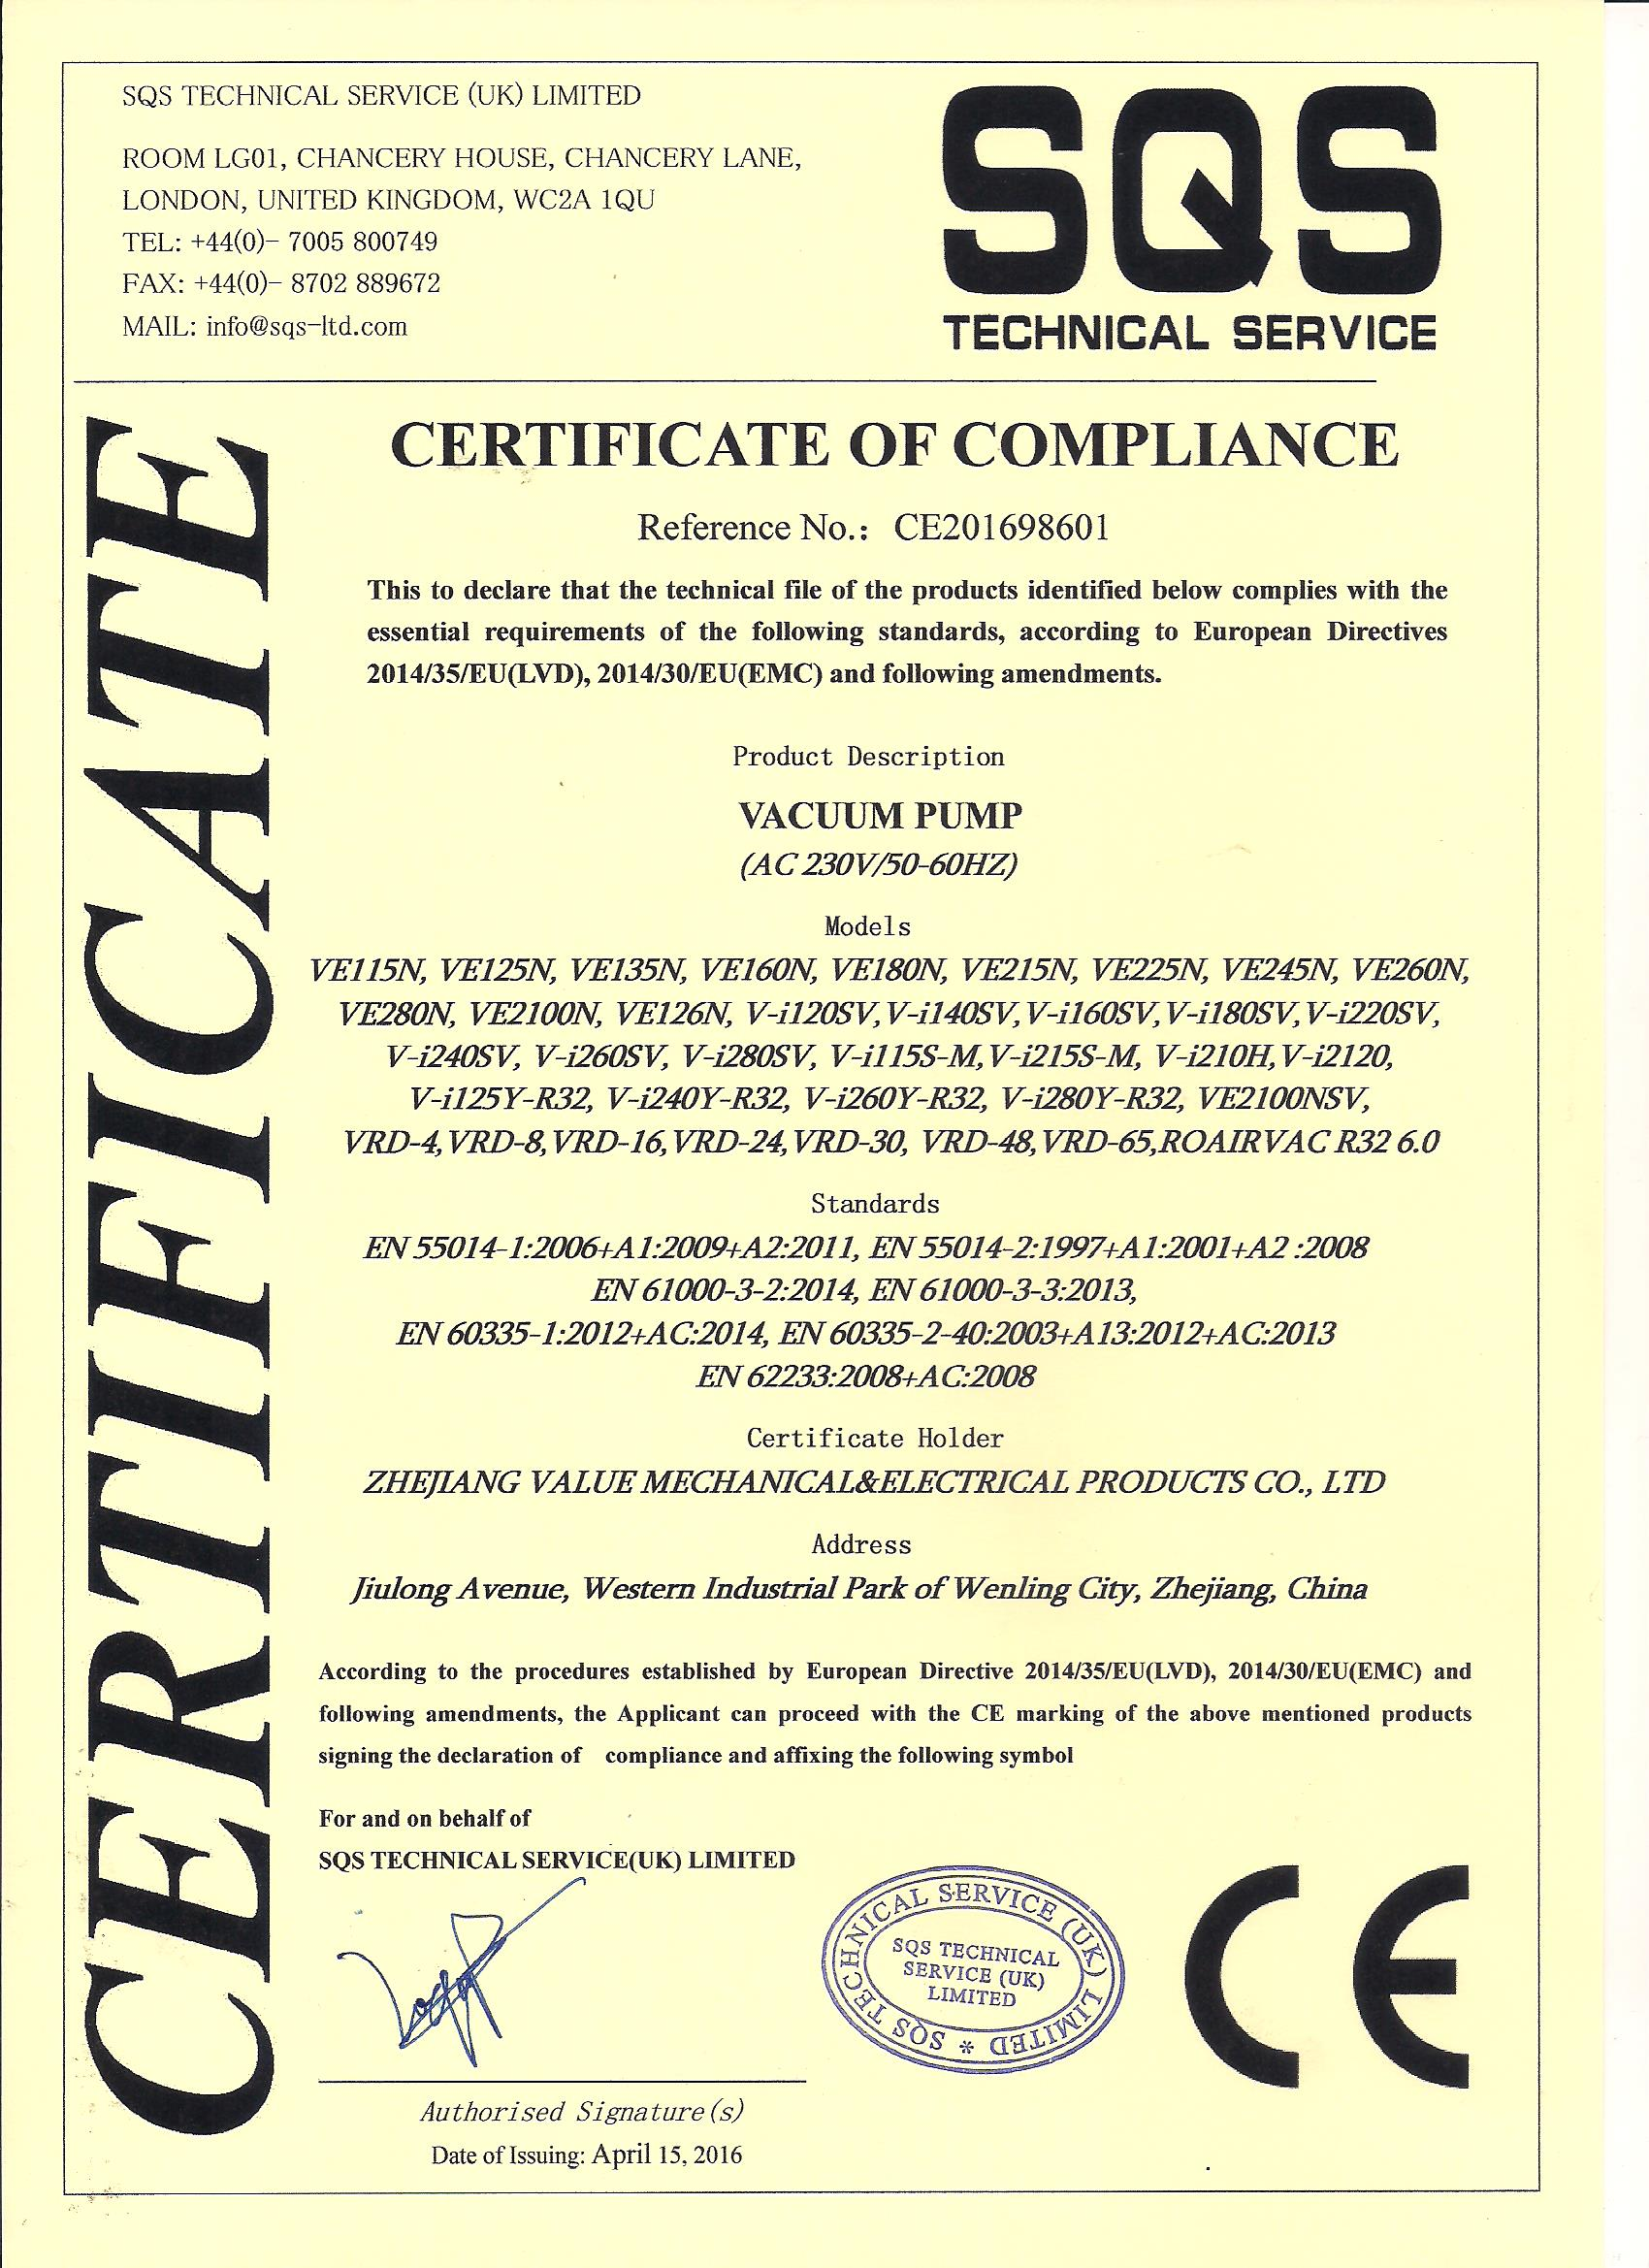 SQS TECHNICAL SERVICE (UK) LIMITED
ROOM LG01, CHANCERY HOUSE, CHANCERY LANE,
LONDON, UNITED KINGDOM, WC2A 1QU
TEL: +44(0)- 7005 800749
FAX: +44(0)- 8702 889672
MAIL: info@sqs-ltd.com
SQS
TECHNICAL SERVICE
CERTIFICATE
CERTIFICATE OF COMPLIANCE
Reference No.: CE201698601
This to declare that the technical file of the products identified below complies with the
essential requirements of the following standards, according to European Directives
2014/35/EU(LVD), 2014/30/EU(EMC) and following amendments.
Product Description
VACUUM PUMP
(AC 230V/50-60HZ)
Models
VE115N, VE125N, VE135N, VE160N, VE180N, VE215N, VE225N, VE245N, VE260N,
VE280N, VE2100N, VE126N, V-i120SV, V-i140SV, V-i160SV, V-i180SV, V-i220SV,
V-i240SV, V-i260SV, V-i280SV, V-i115S-M, V-i215S-M, V-i210H, V-i2120,
V-i125Y-R32, V-i240Y-R32, V-i260Y-R32, V-i280Y-R32, VE2100NSV,
VRD-4, VRD-8, VRD-16, VRD-24, VRD-30, VRD-48, VRD-65,ROAIRVAC R32 6.0
Standards
EN 55014-1:2006+A1:2009+A2:2011, EN 55014-2:1997+A1:2001+A2 :2008
EN 61000-3-2:2014, EN 61000-3-3:2013,
EN 60335-1:2012+AC:2014, EN 60335-2-40:2003+A13:2012+AC:2013
EN 62233:2008+AC:2008
Certificate Holder
ZHEJIANG VALUE MECHANICAL&ELECTRICAL PRODUCTS CO., LTD
Address
Jiulong Avenue, Western Industrial Park of Wenling City, Zhejiang, China
According to the procedures established by European Directive 2014/35/EU(LVD), 2014/30/EU(EMC) and
following amendments, the Applicant can proceed with the CE marking of the above mentioned products
signing the declaration of compliance and affixing the following symbol
For and on behalf of
SQS TECHNICAL SERVICE(UK) LIMITED
SQS TECHNICAL SERVICE (UK) LIMITED *
SQS TECHNICAL
SERVICE (UK)
LIMITED
CE
Authorised Signature(s)
Date of Issuing: April 15, 2016